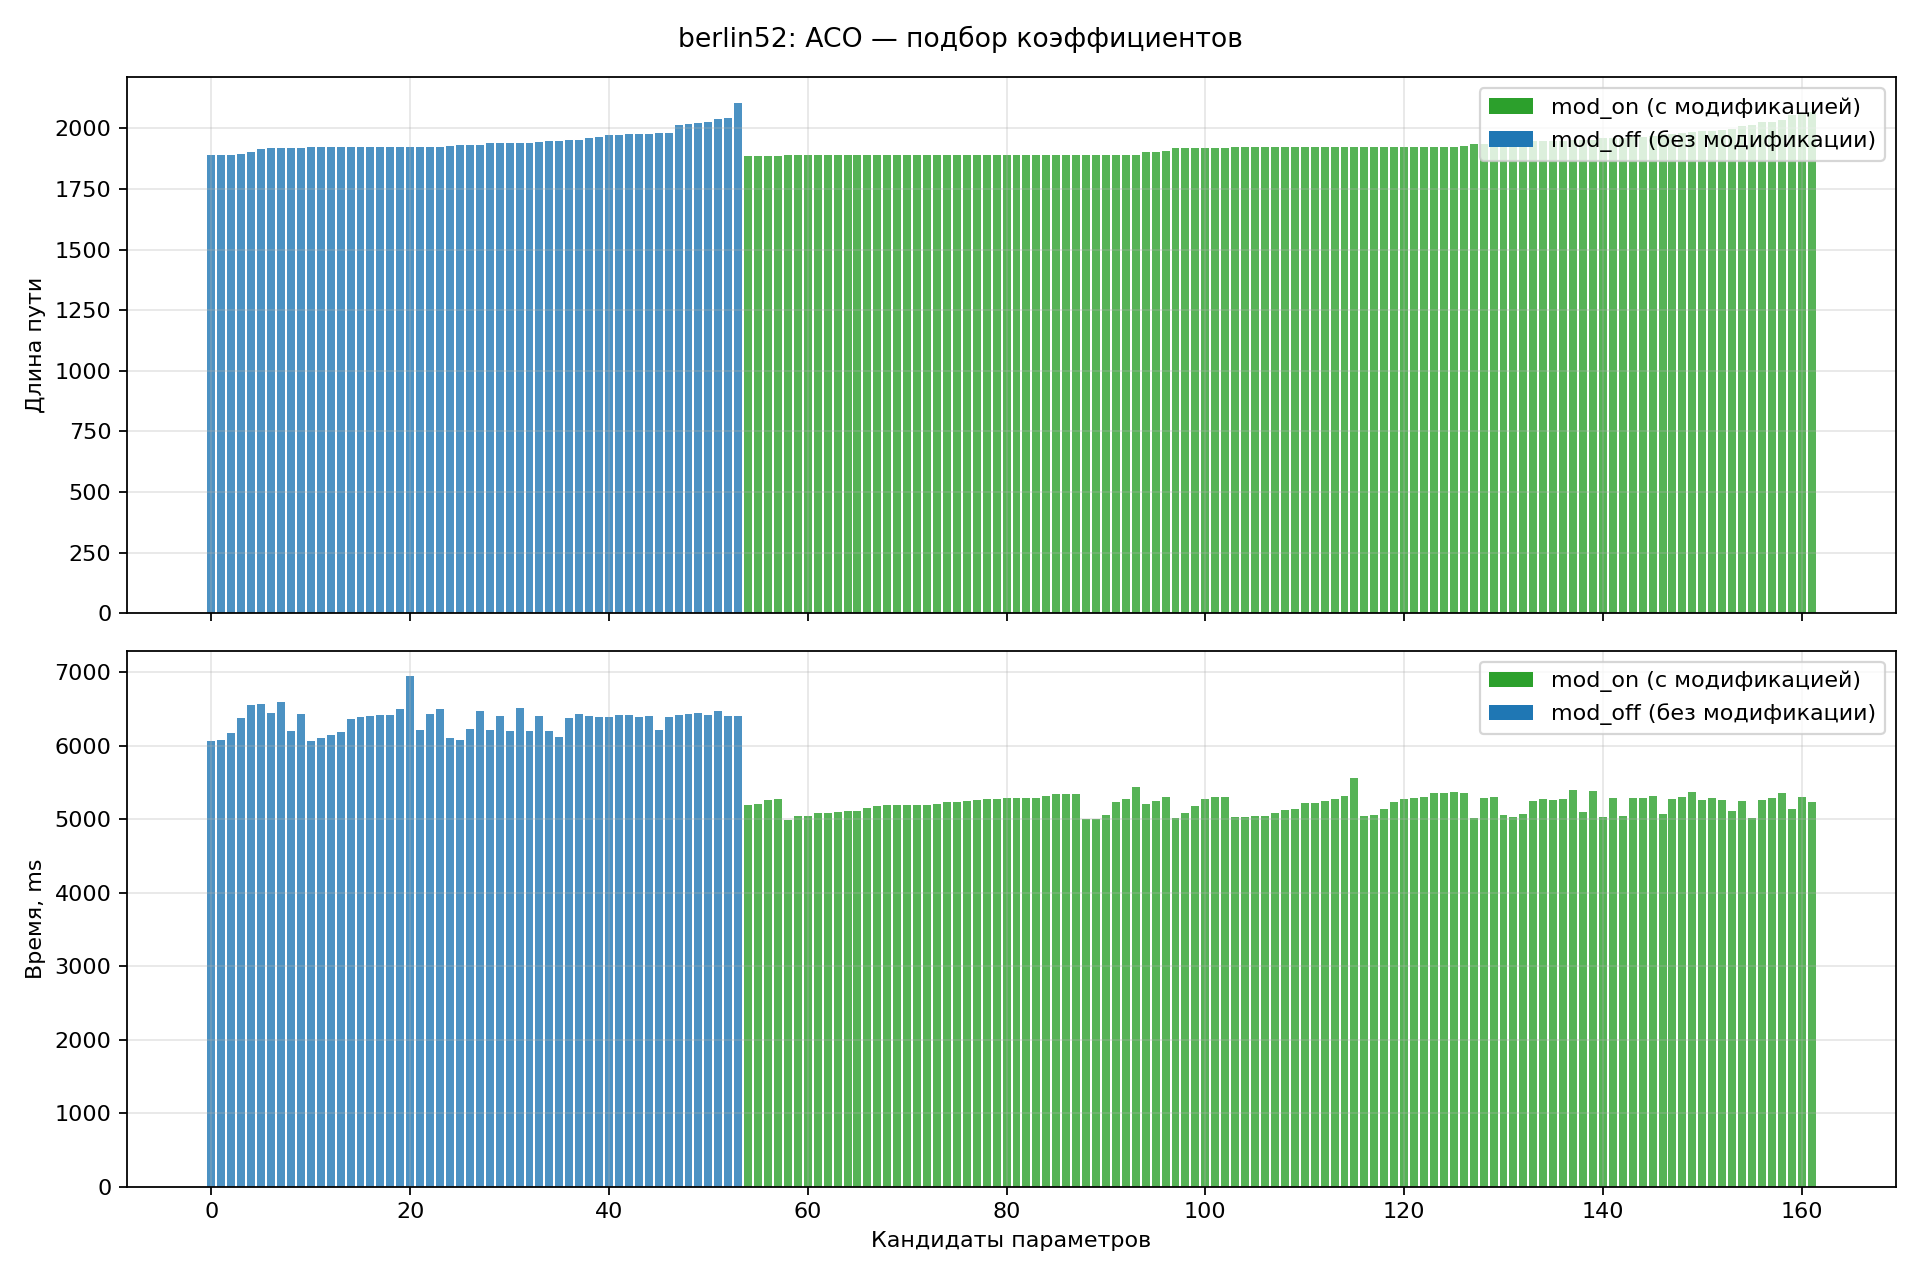 berlin52: ACO — подбор коэффициентов
mod_on (с модификацией)
mod_off (без модификации)
Длина пути
2000
1750
1500
1250
1000
750
500
250
0
mod_on (с модификацией)
mod_off (без модификации)
Время, ms
7000
6000
5000
4000
3000
2000
1000
0
0 20 40 60 80 100 120 140 160
Кандидаты параметров